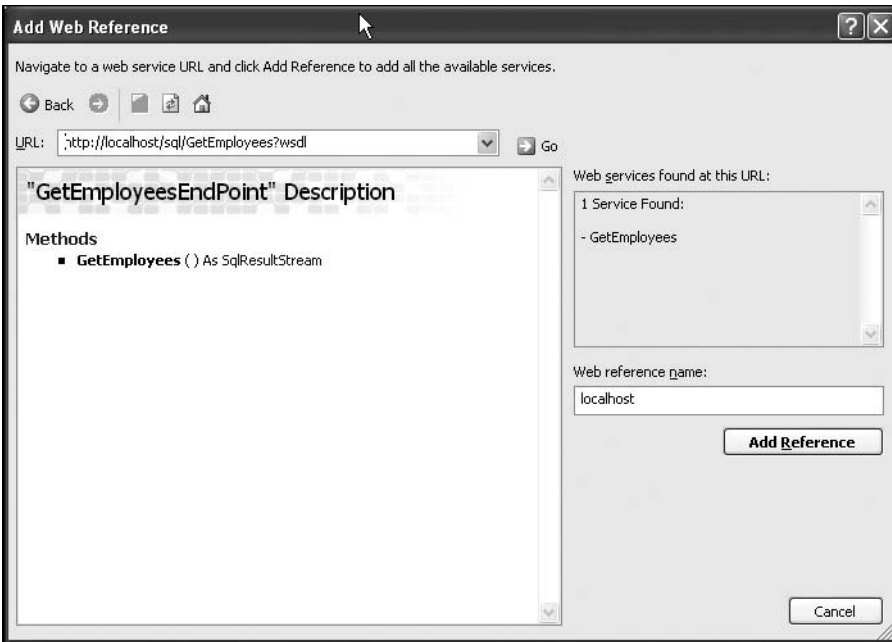 Add Web Reference
Navigate to a web service URL and click Add Reference to add all the available services.
Back
URL: http://localhost/sql/GetEmployees?wsdl Go
"GetEmployeesEndPoint" Description
Methods
GetEmployees ( ) As SqlResultStream
Web services found at this URL:
1 Service Found:
- GetEmployees
Web reference name:
localhost
Add Reference
Cancel